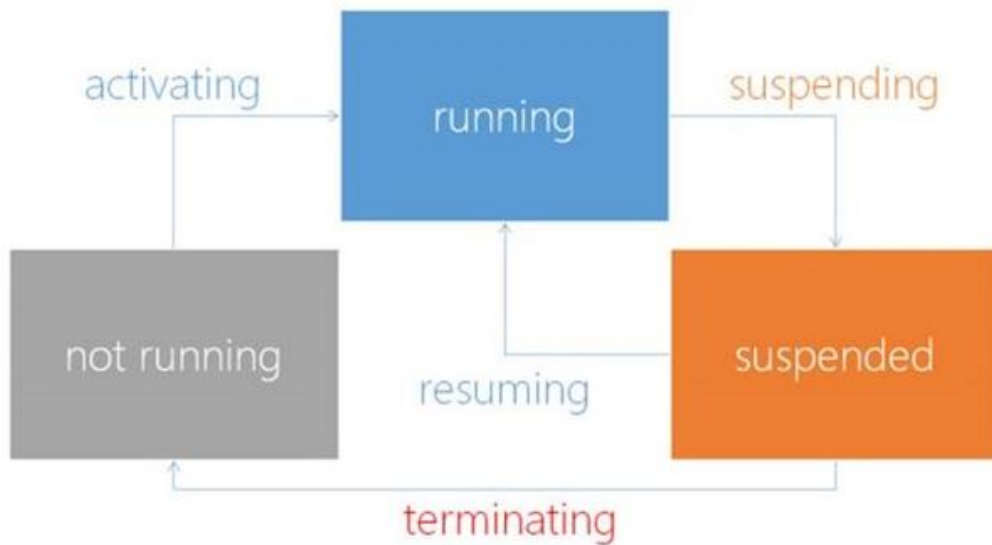 activating
running
suspending
not running
resuming
suspended
terminating